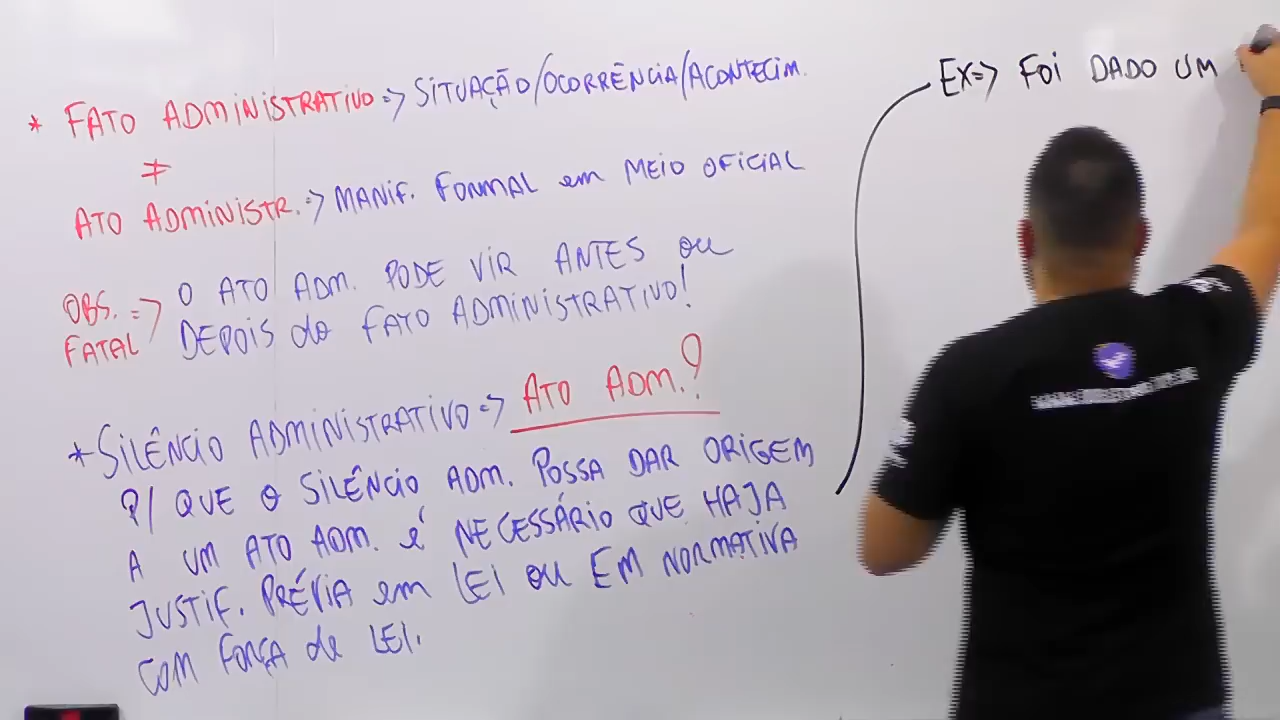 * FATO ADMINISTRATIVO => SITUAÇÃO/OCORRÊNCIA/ACONTECIM.
≠
ATO ADMINISTR. => MANIF. FORMAL em MEIO OFICIAL
OBS. FATAL => O ATO ADM. PODE VIR ANTES OU
DEPOIS do FATO ADMINISTRATIVO!
* SILÊNCIO ADMINISTRATIVO => ATO ADM.?
P/ QUE O SILÊNCIO ADM. POSSA DAR ORIGEM
A UM ATO ADM. é NECESSÁRIO QUE HAJA
JUSTIF. PRÉVIA em LEI OU EM NORMATIVA
COM FORÇA de LEI.
EX => FOI DADO UM